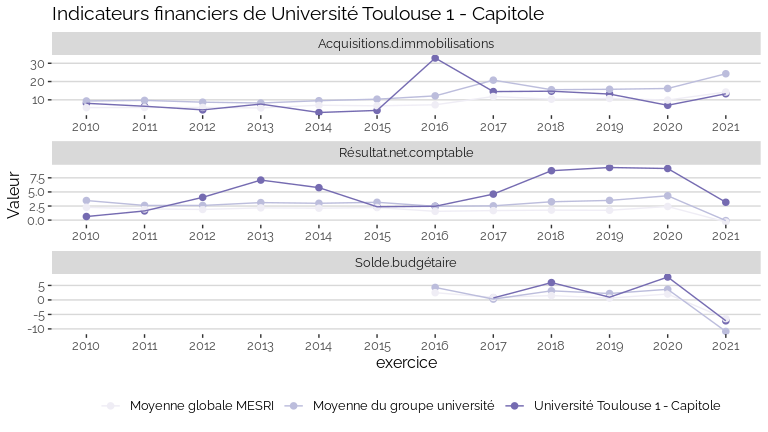 Indicateurs financiers de Université Toulouse 1 - Capitole
Acquisitions.d.immobilisations
30
20
10
2010 2011 2012 2013 2014 2015 2016 2017 2018 2019 2020 2021
Résultat.net.comptable
7.5
5.0
2.5
0.0
2010 2011 2012 2013 2014 2015 2016 2017 2018 2019 2020 2021
Valeur
Solde.budgétaire
5
0
-5
-10
2010 2011 2012 2013 2014 2015 2016 2017 2018 2019 2020 2021
exercice
Moyenne globale MESRI Moyenne du groupe université Université Toulouse 1 - Capitole